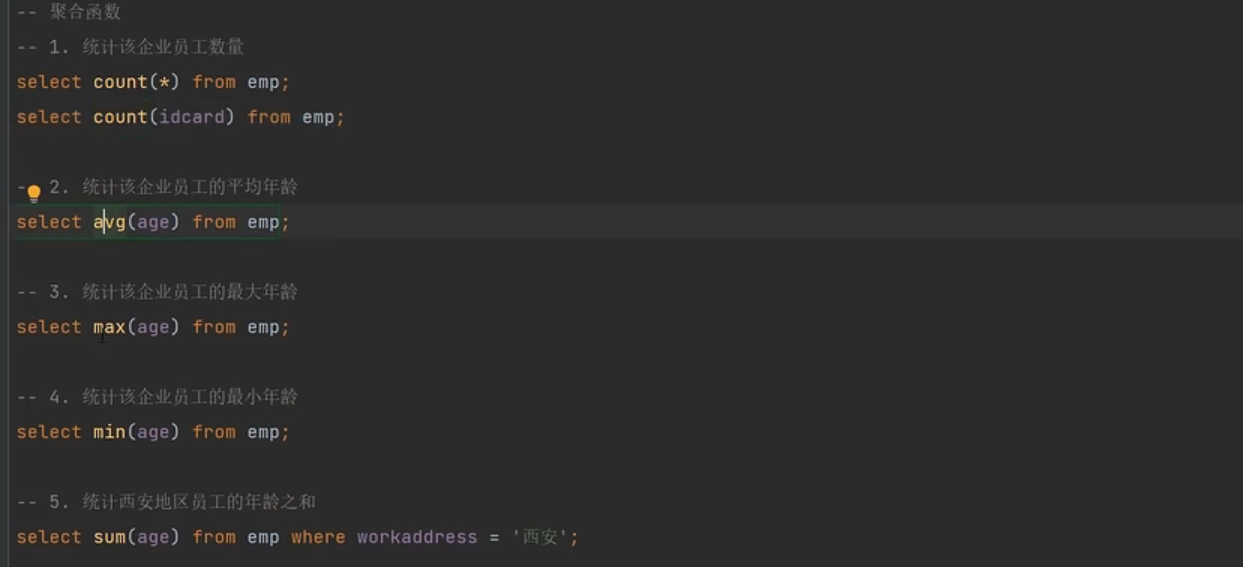 -- 聚合函数
-- 1. 统计该企业员工数量
select count(*) from emp;
select count(idcard) from emp;
- 2. 统计该企业员工的平均年龄
select avg(age) from emp;
-- 3. 统计该企业员工的最大年龄
select max(age) from emp;
-- 4. 统计该企业员工的最小年龄
select min(age) from emp;
-- 5. 统计西安地区员工的年龄之和
select sum(age) from emp where workaddress = '西安';